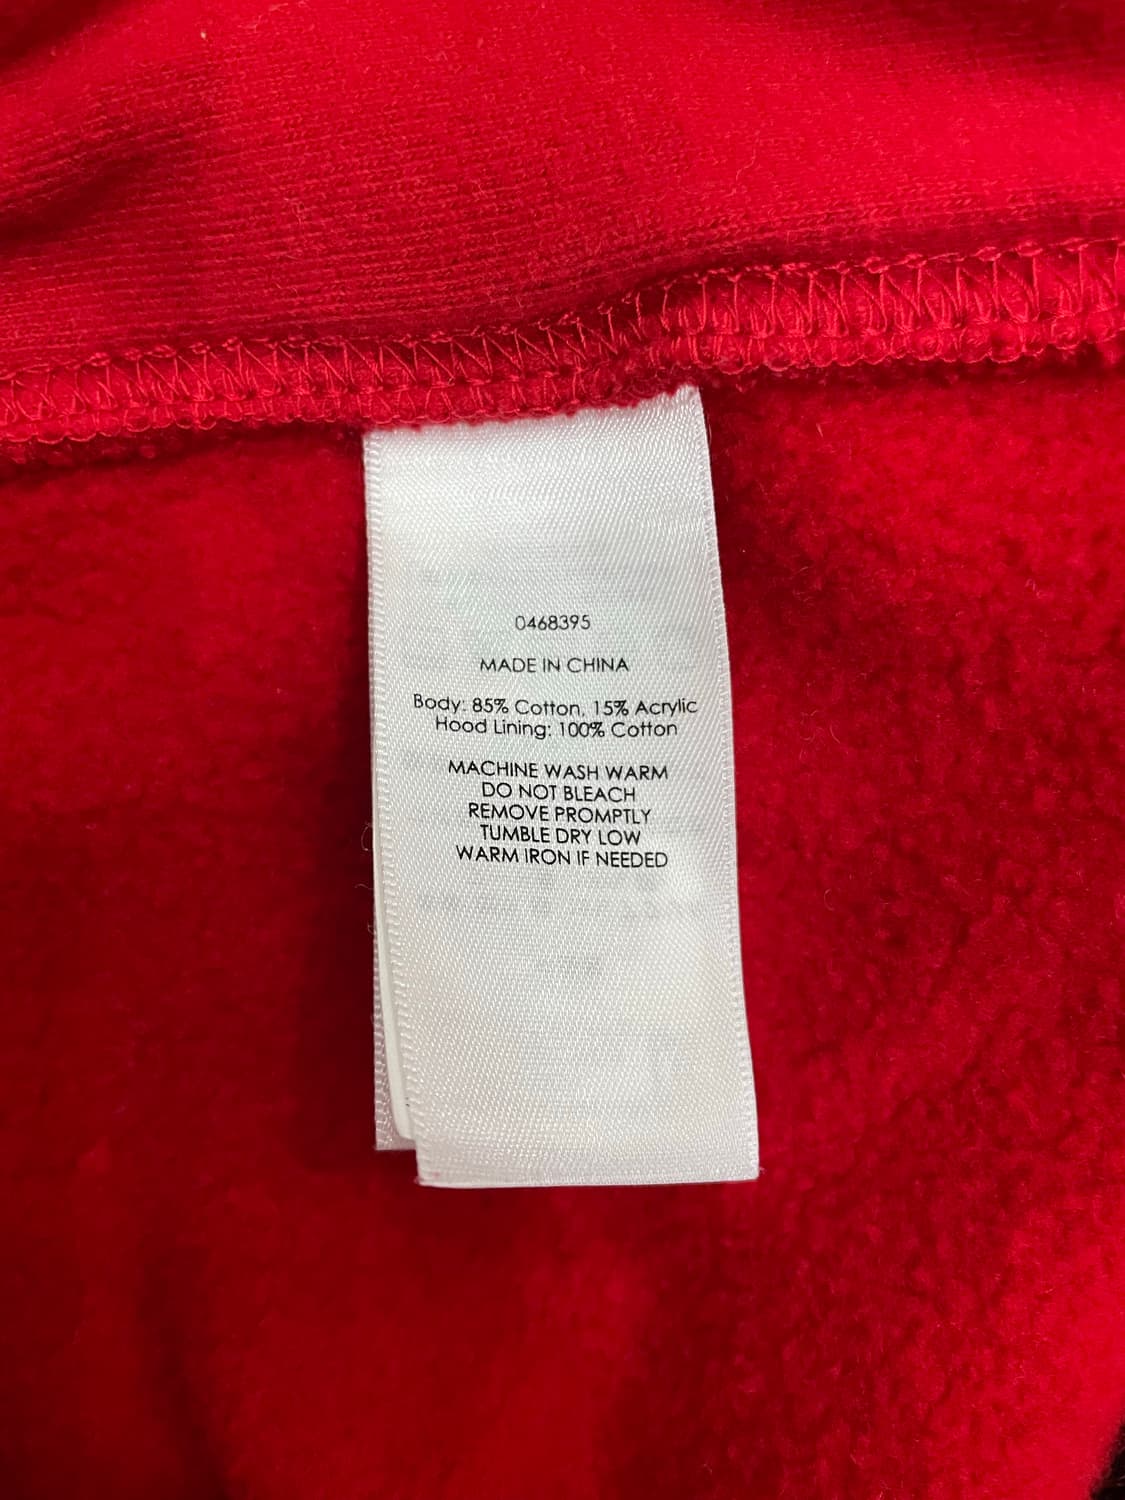 0468395
MADE IN CHINA
Body: 85% Cotton, 15% Acrylic
Hood Lining: 100% Cotton
MACHINE WASH WARM
DO NOT BLEACH
REMOVE PROMPTLY
TUMBLE DRY LOW
WARM IRON IF NEEDED